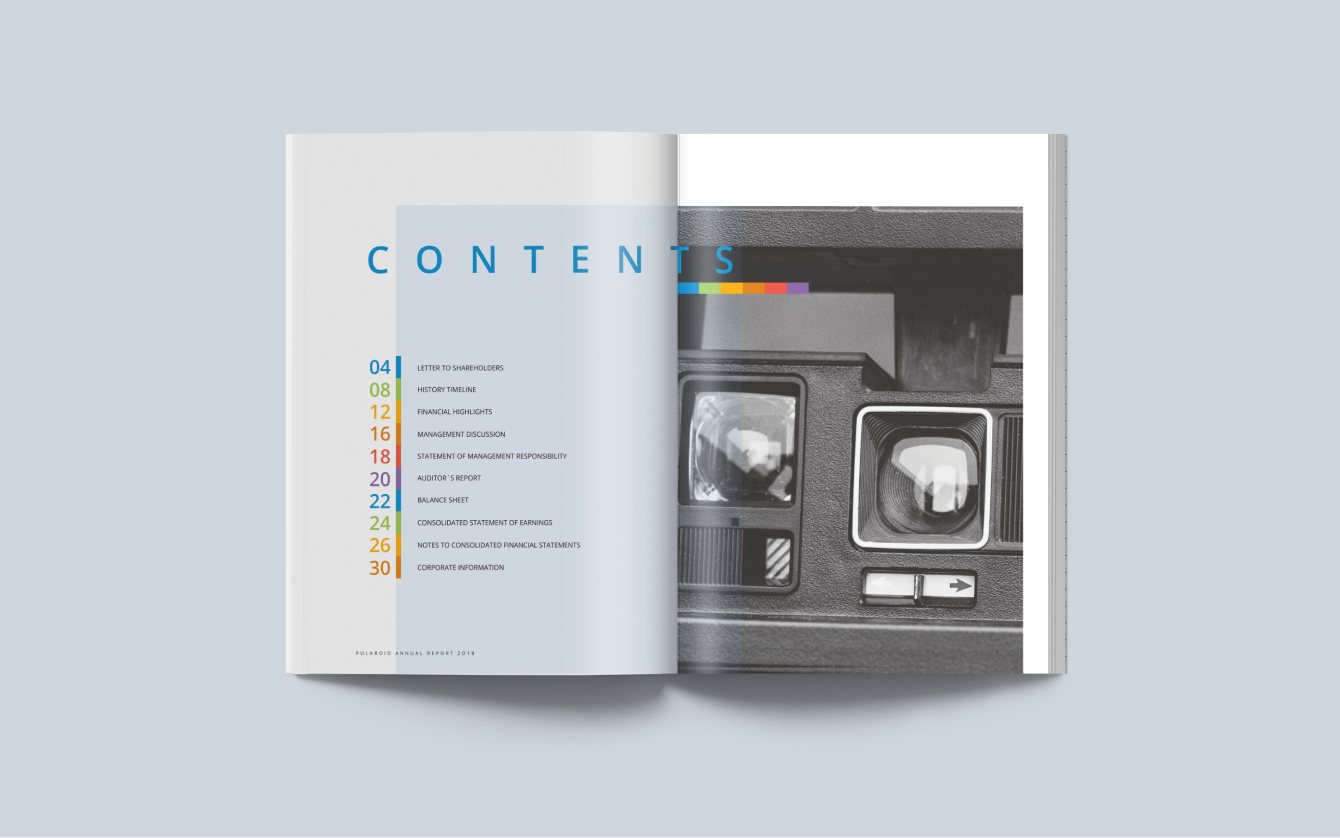 CONTENTS
04 LETTER TO SHAREHOLDERS
08 HISTORY TIMELINE
12 FINANCIAL HIGHLIGHTS
16 MANAGEMENT DISCUSSION
18 STATEMENT OF MANAGEMENT RESPONSIBILITY
20 AUDITOR´S REPORT
22 BALANCE SHEET
24 CONSOLIDATED STATEMENT OF EARNINGS
26 NOTES TO CONSOLIDATED FINANCIAL STATEMENTS
30 CORPORATE INFORMATION
POLAROID ANNUAL REPORT 2018